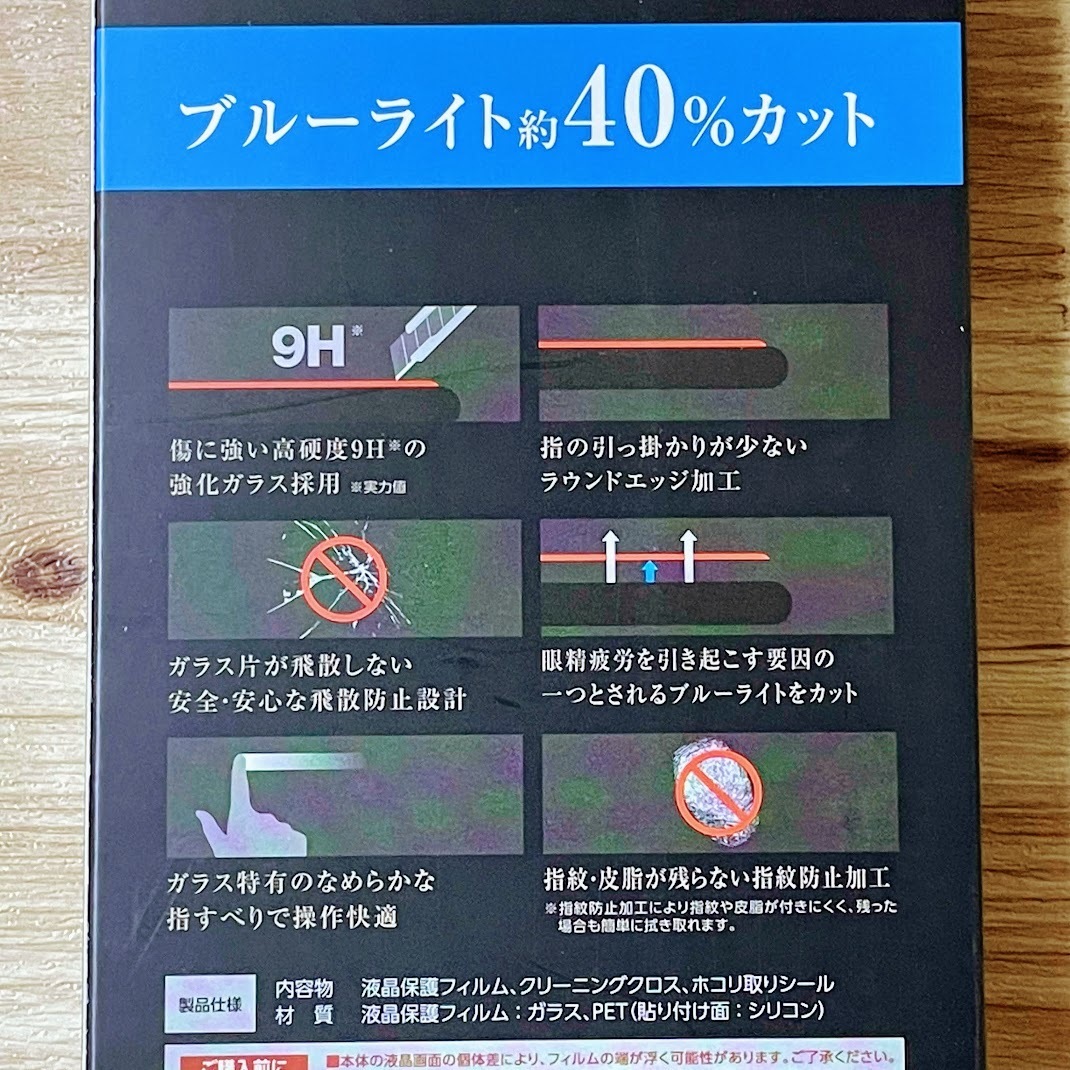 ブルーライト約40%カット
9H※
傷に強い高硬度9H※の
強化ガラス採用 ※実力値
指の引っ掛かりが少ない
ラウンドエッジ加工
ガラス片が飛散しない
安全・安心な飛散防止設計
眼精疲労を引き起こす要因の
一つとされるブルーライトをカット
ガラス特有のなめらかな
指すべりで操作快適
指紋・皮脂が残らない指紋防止加工
※指紋防止加工により指紋や皮脂が付きにくく、残った
場合も簡単に拭き取れます。
製品仕様
内容物 液晶保護フィルム、クリーニングクロス、ホコリ取りシール
材質 液晶保護フィルム:ガラス、PET(貼り付け面:シリコン)
ご購入前に
■本体の液晶画面の個体差により、フィルムの端が浮く可能性があります。ご了承ください。